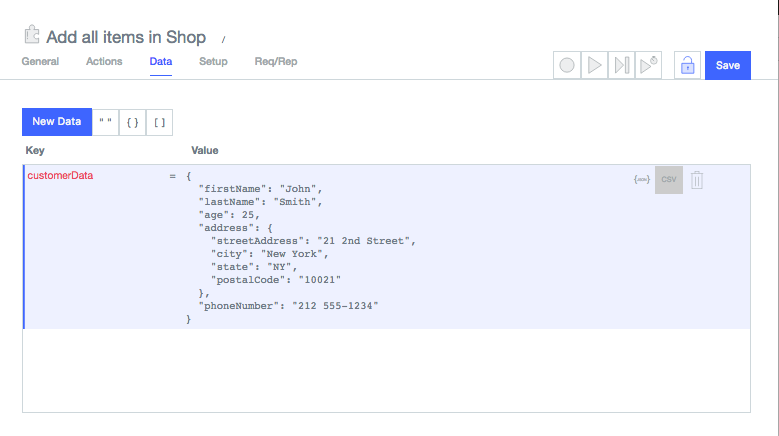 Add all items in Shop /
General Actions Data Setup Req/Rep
Save
New Data " " { } [ ]
Key Value
customerData = {
"firstName": "John",
"lastName": "Smith",
"age": 25,
"address": {
"streetAddress": "21 2nd Street",
"city": "New York",
"state": "NY",
"postalCode": "10021"
},
"phoneNumber": "212 555-1234"
}
CSV